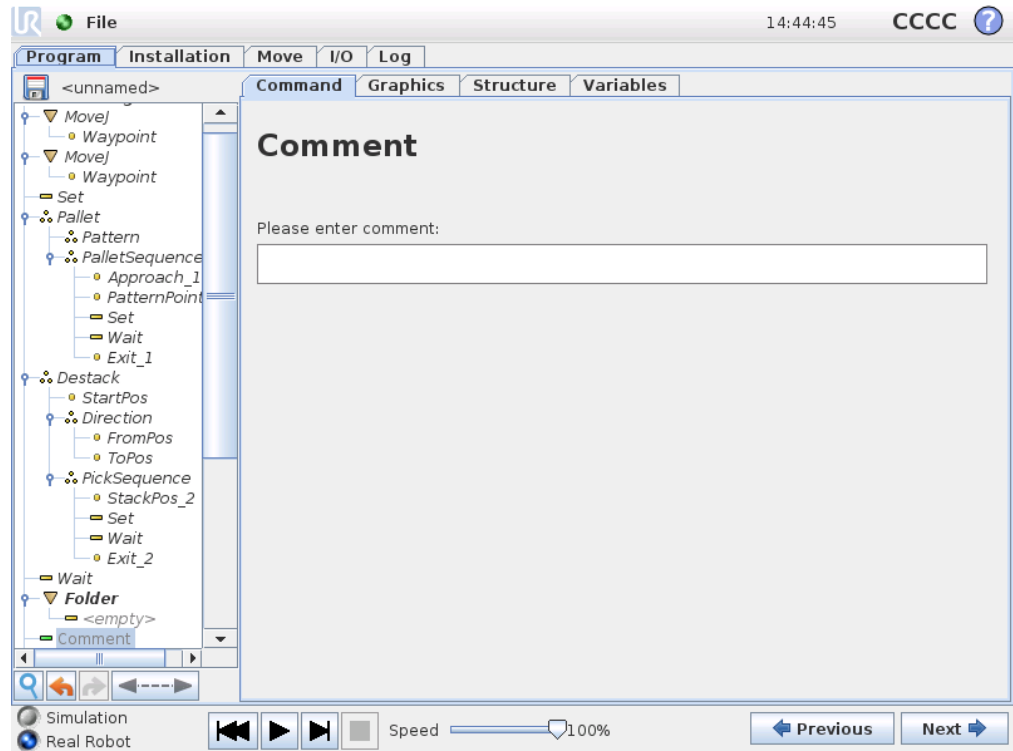 UR File 14:44:45 CCCC ?
Program Installation Move I/O Log
<unnamed>
Command Graphics Structure Variables
MoveJ
Waypoint
MoveJ
Waypoint
Set
Pallet
Pattern
PalletSequence
Approach_1
PatternPoint
Set
Wait
Exit_1
Destack
StartPos
Direction
FromPos
ToPos
PickSequence
StackPos_2
Set
Wait
Exit_2
Wait
Folder
<empty>
Comment
Comment
Please enter comment:
Simulation
Real Robot
Speed 100%
Previous Next